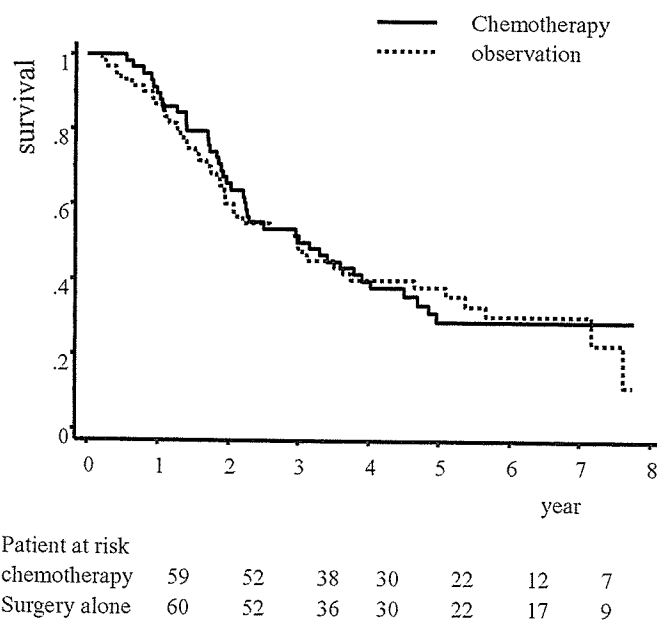 Chemotherapy
observation
survival
1
.8
.6
.4
.2
0
0 1 2 3 4 5 6 7 8
year
Patient at risk
chemotherapy 59 52 38 30 22 12 7
Surgery alone 60 52 36 30 22 17 9